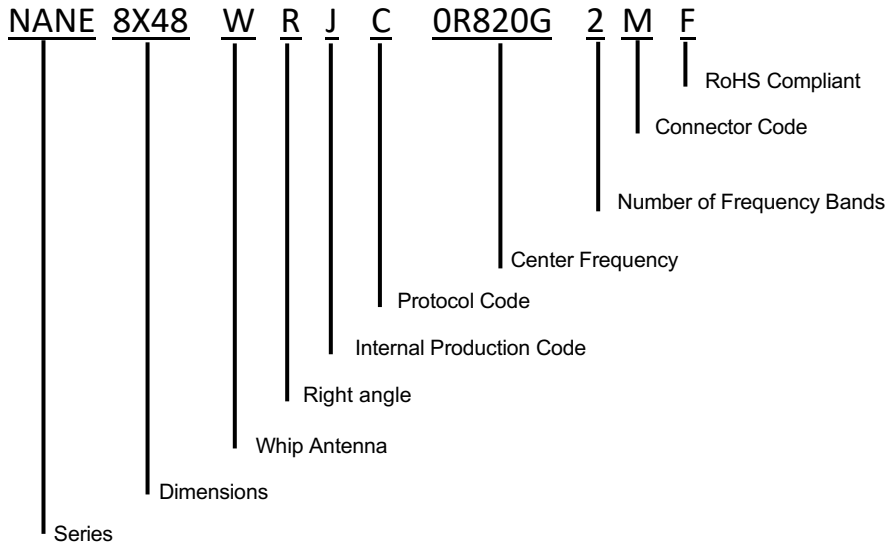 NANE 8X48 W R J C 0R820G 2 M F
RoHS Compliant
Connector Code
Number of Frequency Bands
Center Frequency
Protocol Code
Internal Production Code
Right angle
Whip Antenna
Dimensions
Series